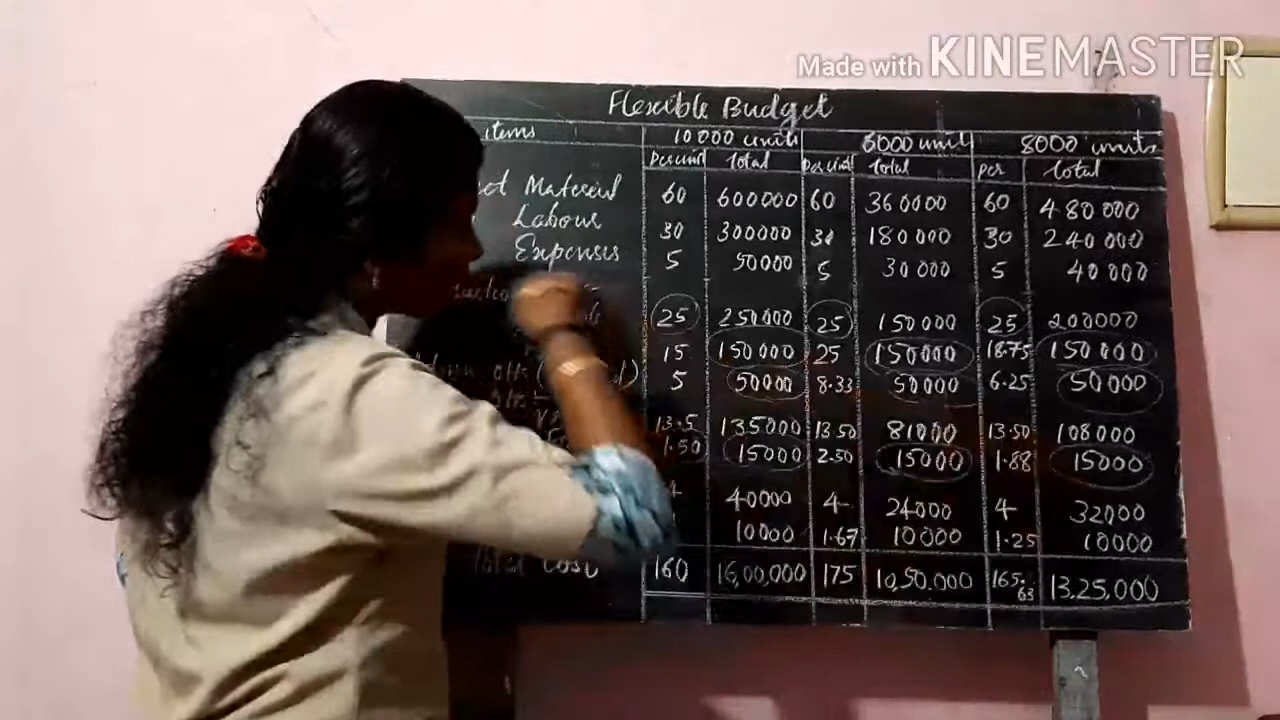 Made with KINEMASTER
Flexible Budget
items 10000 units 6000 unit 8000 units
Per unit Total Per unit Total per total
Material 60 600000 60 360000 60 480000
Labour 30 300000 30 180000 30 240000
Expenses 5 50000 5 30000 5 40000
25 250000 25 150000 25 200000
15 150000 25 150000 18.75 150000
5 50000 8.33 50000 6.25 50000
13.5 135000 13.50 81000 13.50 108000
1.50 15000 2.50 15000 1.88 15000
4 40000 4 24000 4 32000
10000 1.67 10000 1.25 10000
Total Cost 160 16,00,000 175 10,50,000 165.63 13,25,000